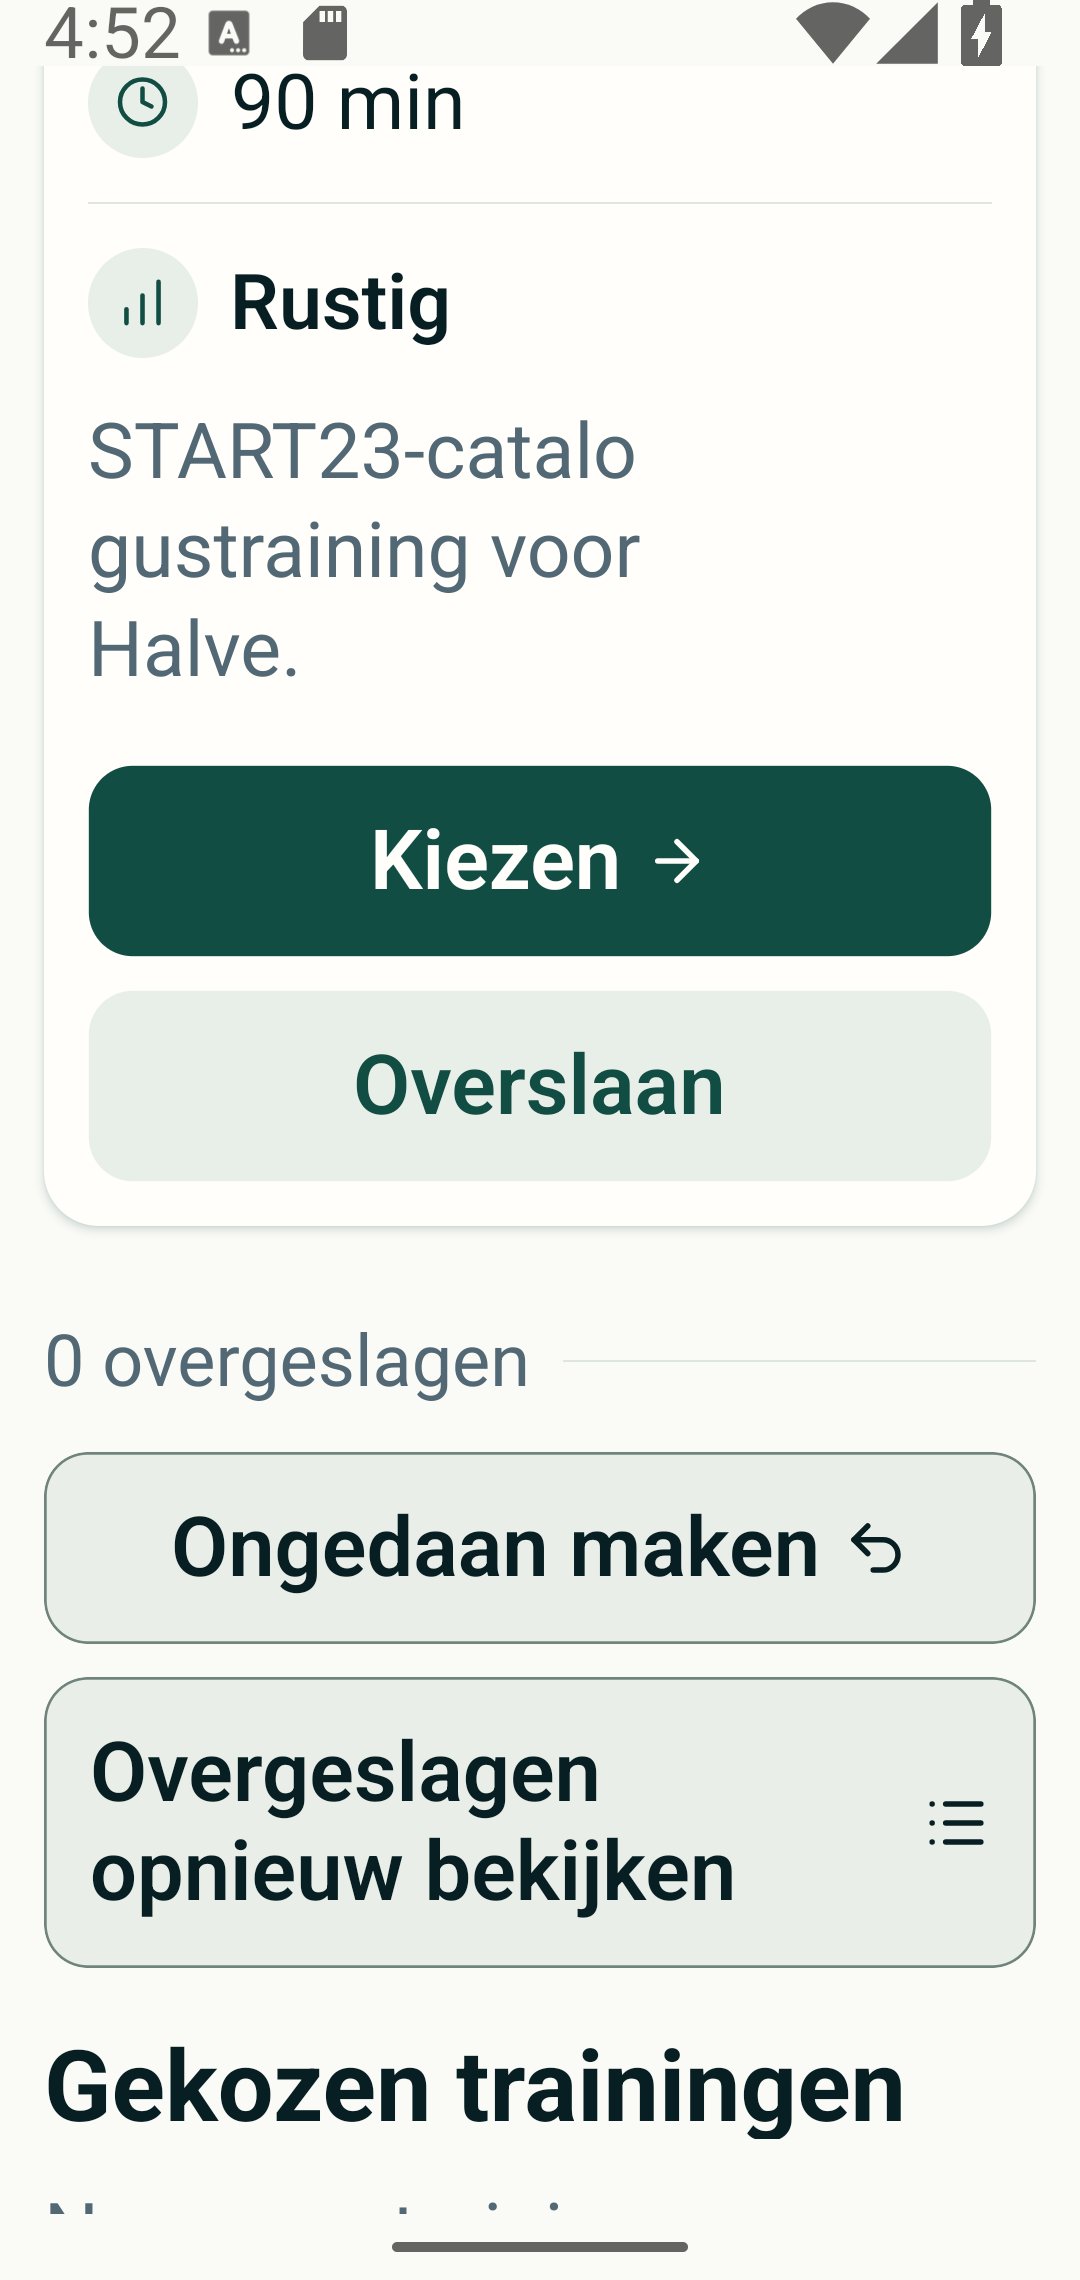 4:52
90 min
Rustig
START23-catalo
gustraining voor
Halve.
Kiezen
Overslaan
0 overgeslagen
Ongedaan maken
Overgeslagen
opnieuw bekijken
Gekozen trainingen